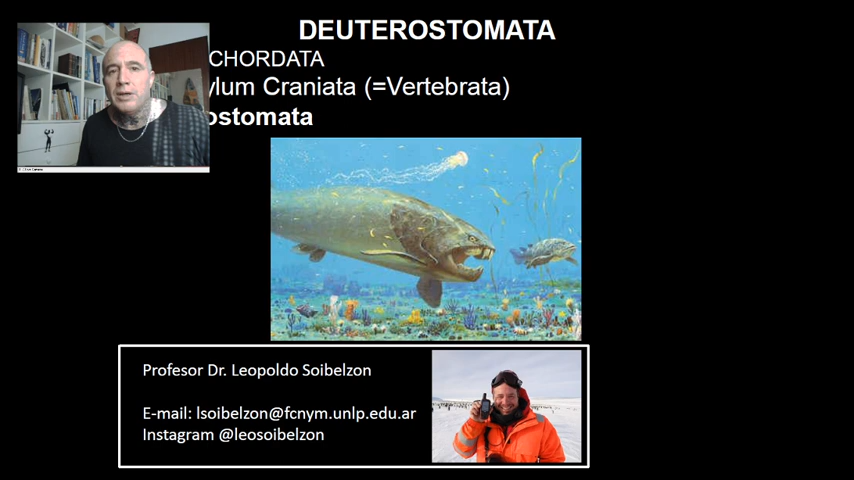 DEUTEROSTOMATA
CHORDATA
ylum Craniata (=Vertebrata)
ostomata
Profesor Dr. Leopoldo Soibelzon
E-mail: lsoibelzon@fcnym.unlp.edu.ar
Instagram @leosoibelzon